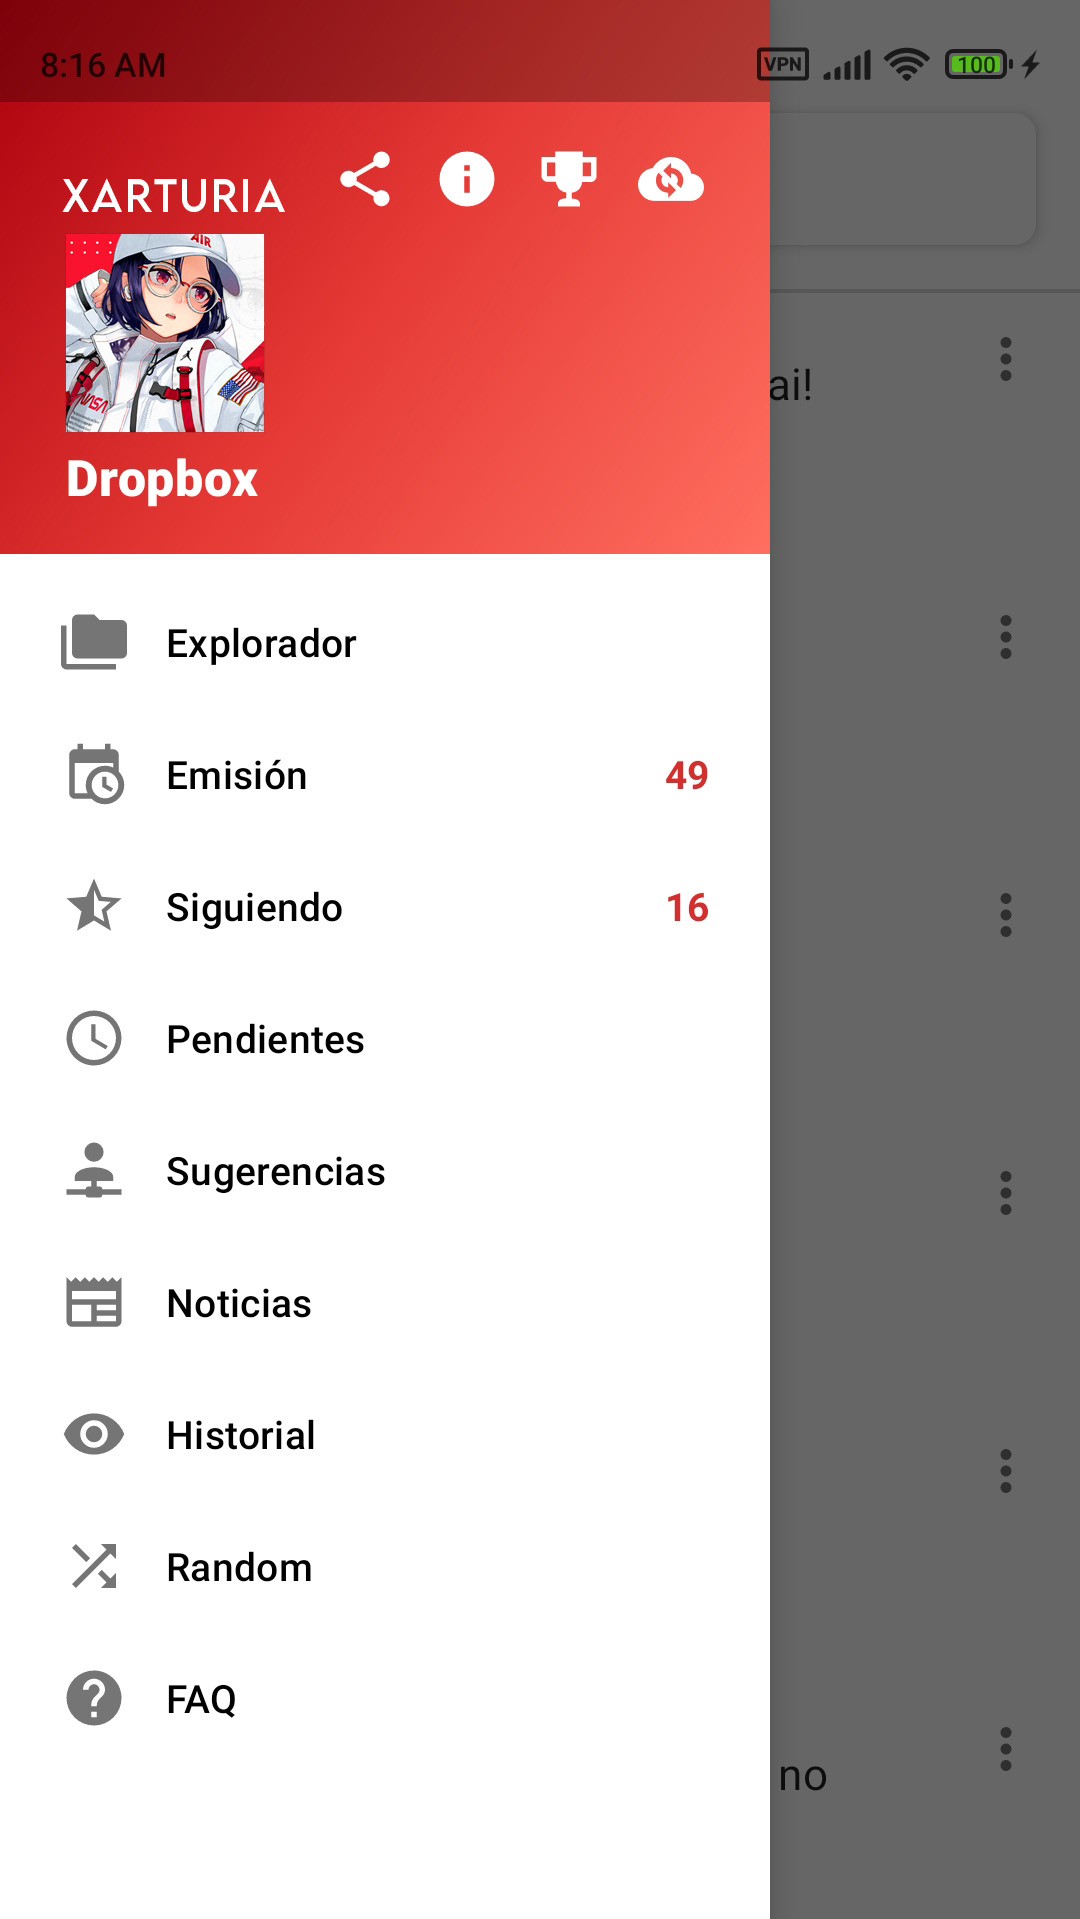 8:16 AM
VPN
100
XARTURIA
AIR
NASA
Dropbox
ai!
Explorador
Emisión 49
Siguiendo 16
Pendientes
Sugerencias
Noticias
Historial
Random
FAQ
no